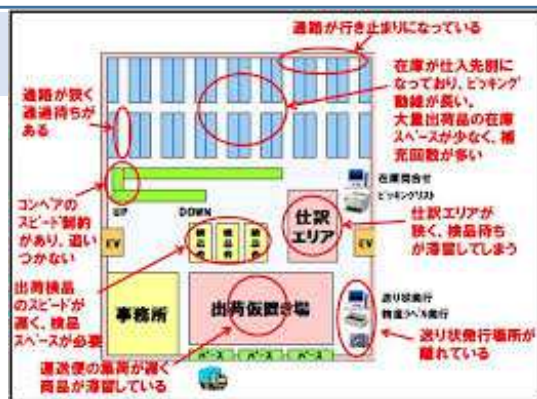 通路が行き止まりになっている
在庫が仕入先別に
なっており、ピッキング
動線が長い。
大量出荷品の在庫
スペースが少なく、補
充回数が多い
通路が狭く
通過待ちが
ある
在庫問合せ
ピッキングリスト
コンベアの
スピード制約
があり、追い
つかない
UP
DOWN
検品前
検品前
検品前
仕訳
エリア
仕訳エリアが
狭く、検品待ち
が滞留してしまう
EV
EV
出荷検品
のスピードが
遅く、検品
スペースが必要
事務所
出荷仮置き場
送り状発行
物流ラベル発行
送り状発行場所が
離れている
バース
バース
バース
運送便の集荷が遅く
商品が滞留している